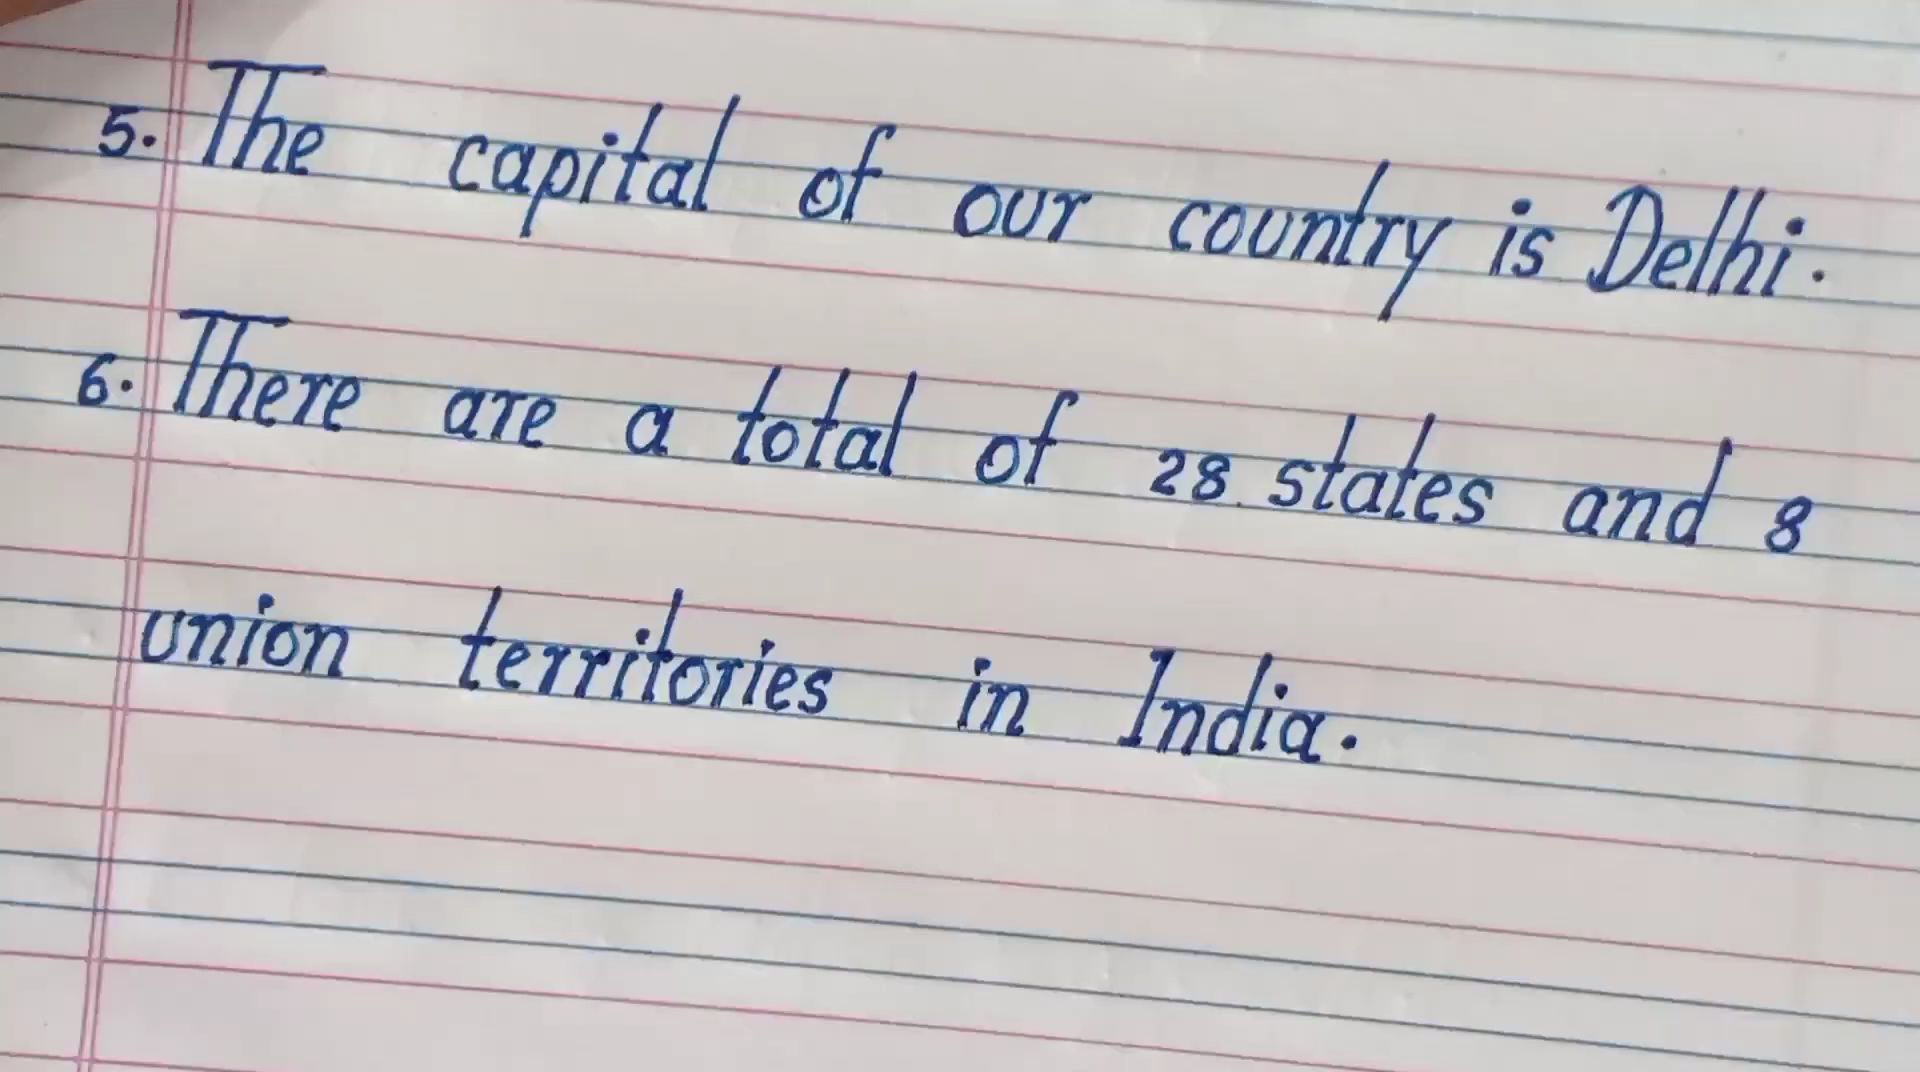 5. The capital of our country is Delhi.
6. There are a total of 28 states and 8
union territories in India.